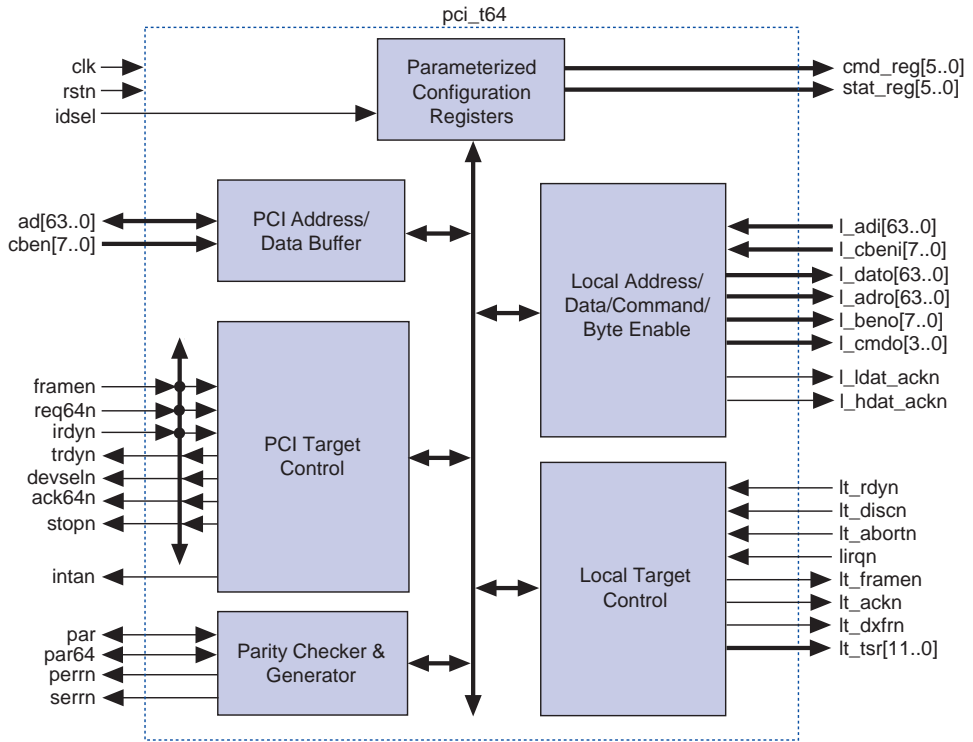 pci_t64
clk
rstn
idsel
Parameterized
Configuration
Registers
cmd_reg[5..0]
stat_reg[5..0]
ad[63..0]
cben[7..0]
PCI Address/
Data Buffer
Local Address/
Data/Command/
Byte Enable
l_adi[63..0]
l_cbeni[7..0]
l_dato[63..0]
l_adro[63..0]
l_beno[7..0]
l_cmdo[3..0]
l_ldat_ackn
l_hdat_ackn
framen
req64n
irdyn
trdyn
devseln
ack64n
stopn
intan
PCI Target
Control
Local Target
Control
lt_rdyn
lt_discn
lt_abortn
lirqn
lt_framen
lt_ackn
lt_dxfrn
lt_tsr[11..0]
par
par64
perrn
serrn
Parity Checker &
Generator